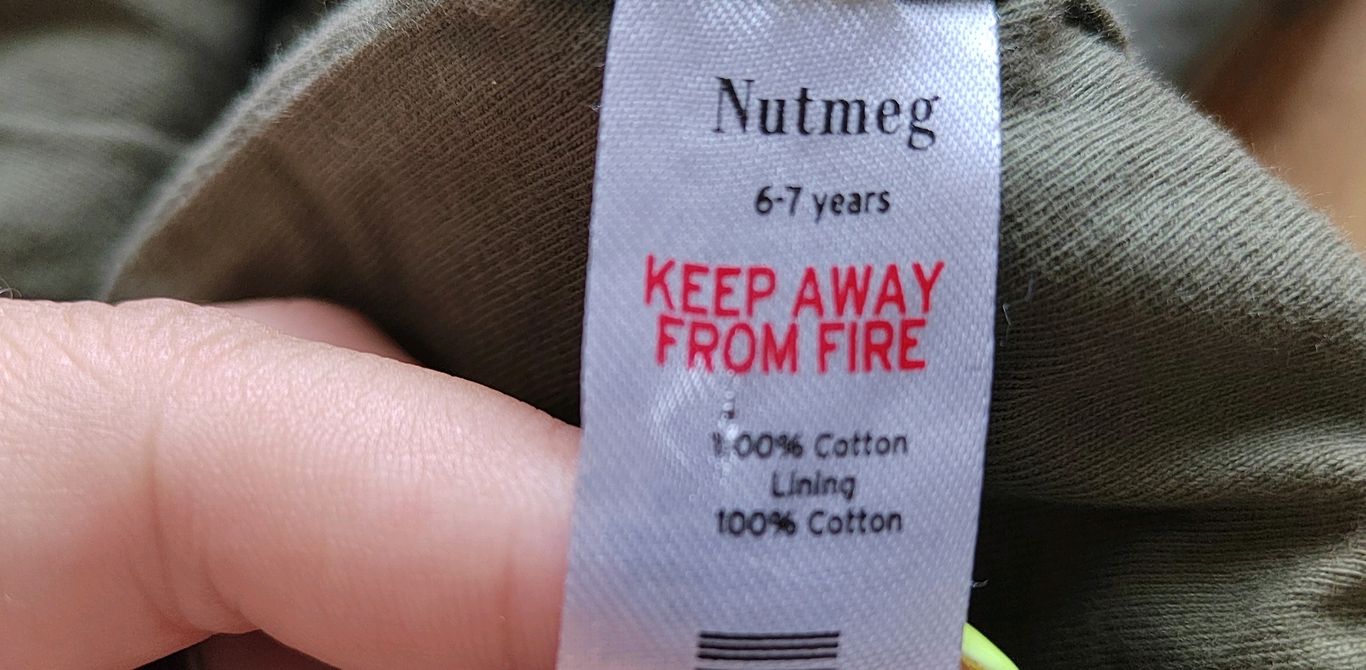 Nutmeg
6-7 years
KEEP AWAY
FROM FIRE
100% Cotton
Lining
100% Cotton